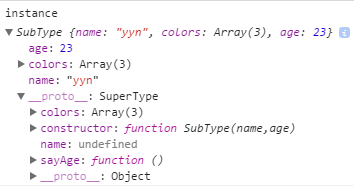 instance
▼ SubType {name: "yyn", colors: Array(3), age: 23} i
age: 23
▶ colors: Array(3)
name: "yyn"
▼ __proto__: SuperType
▶ colors: Array(3)
▶ constructor: function SubType(name,age)
name: undefined
▶ sayAge: function ()
▶ __proto__: Object